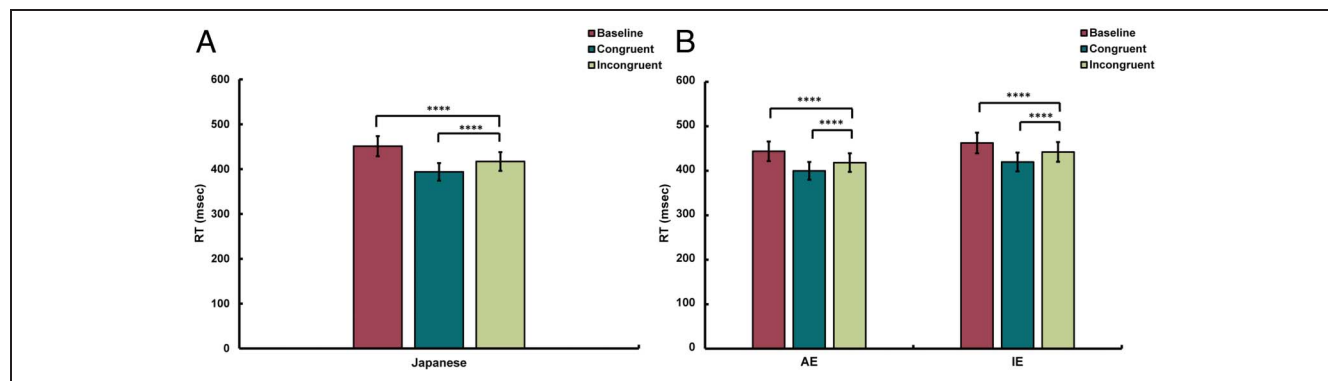 A
Baseline
Congruent
Incongruent
600
500
400
300
200
100
0
RT (msec)
****
****
Japanese
B
Baseline
Congruent
Incongruent
600
500
400
300
200
100
0
RT (msec)
****
****
****
****
AE
IE